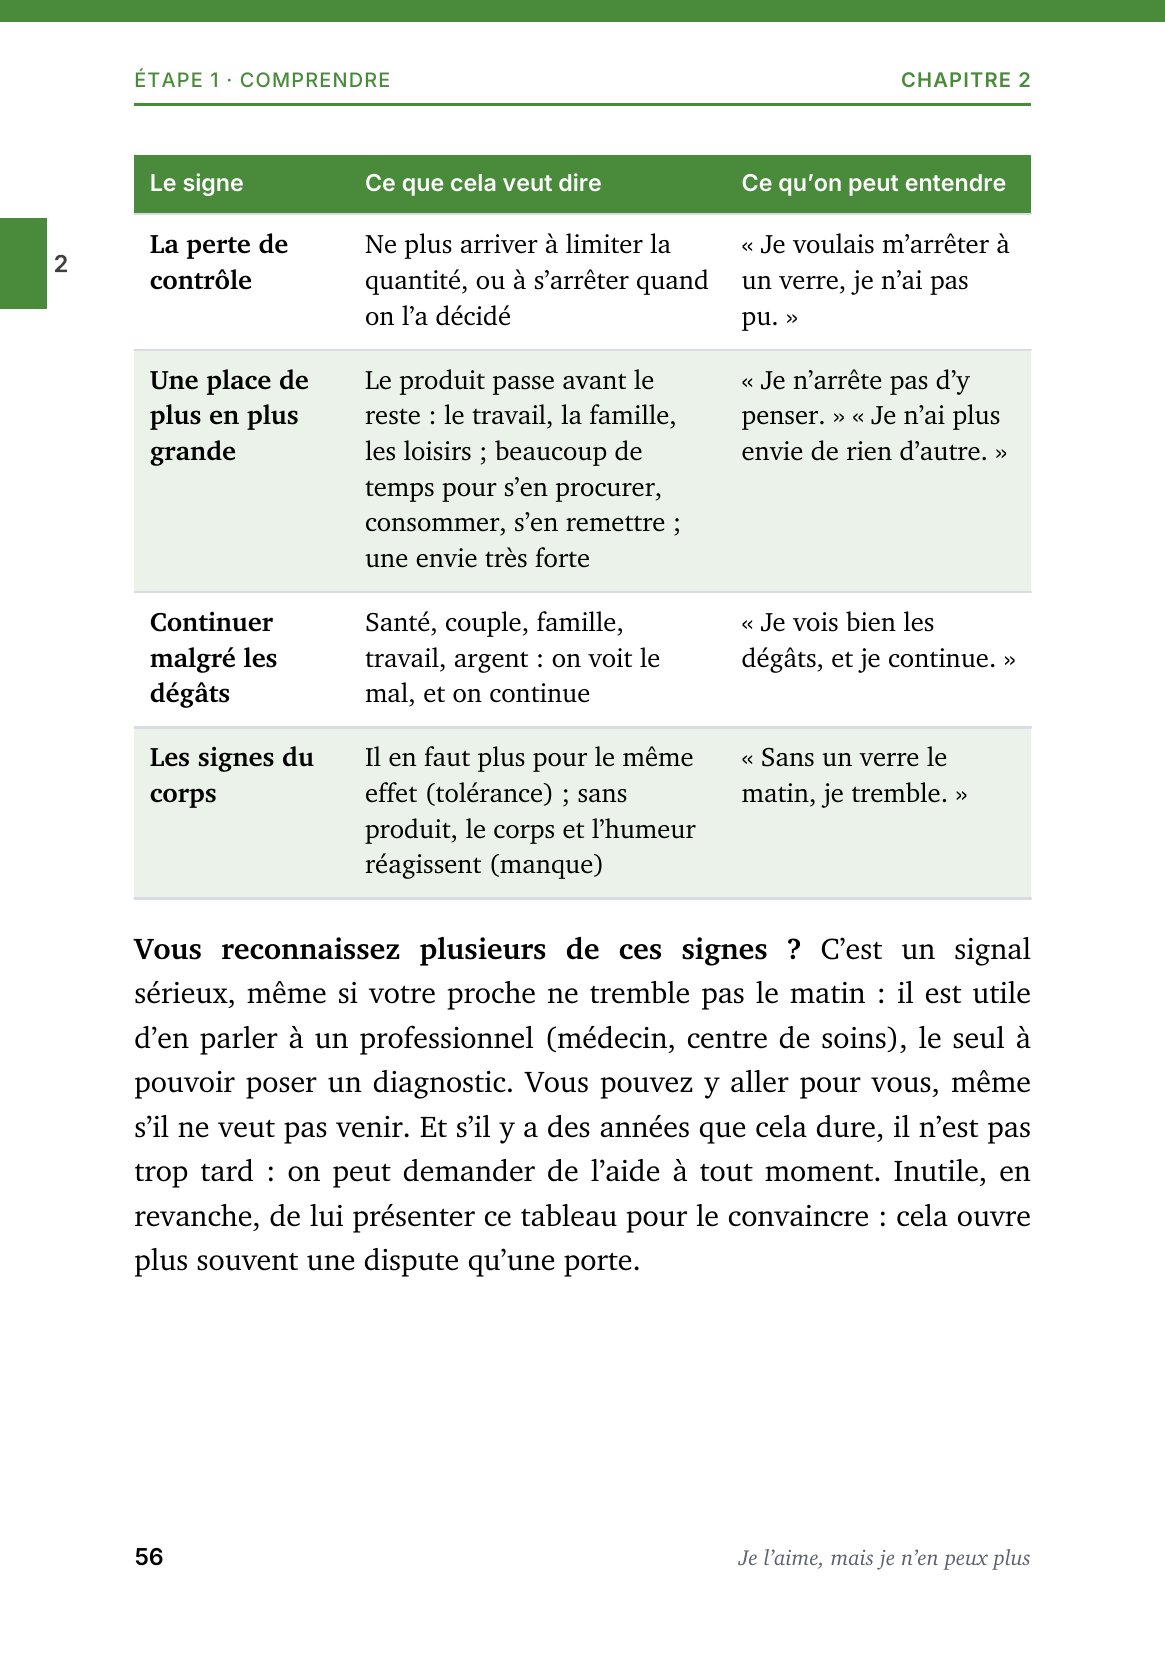 ÉTAPE 1 · COMPRENDRE
CHAPITRE 2
2
Le signe
Ce que cela veut dire
Ce qu’on peut entendre
La perte de
contrôle
Ne plus arriver à limiter la
quantité, ou à s’arrêter quand
on l’a décidé
« Je voulais m’arrêter à
un verre, je n’ai pas
pu. »
Une place de
plus en plus
grande
Le produit passe avant le
reste : le travail, la famille,
les loisirs ; beaucoup de
temps pour s’en procurer,
consommer, s’en remettre ;
une envie très forte
« Je n’arrête pas d’y
penser. » « Je n’ai plus
envie de rien d’autre. »
Continuer
malgré les
dégâts
Santé, couple, famille,
travail, argent : on voit le
mal, et on continue
« Je vois bien les
dégâts, et je continue. »
Les signes du
corps
Il en faut plus pour le même
effet (tolérance) ; sans
produit, le corps et l’humeur
réagissent (manque)
« Sans un verre le
matin, je tremble. »
Vous reconnaissez plusieurs de ces signes ? C’est un signal
sérieux, même si votre proche ne tremble pas le matin : il est utile
d’en parler à un professionnel (médecin, centre de soins), le seul à
pouvoir poser un diagnostic. Vous pouvez y aller pour vous, même
s’il ne veut pas venir. Et s’il y a des années que cela dure, il n’est pas
trop tard : on peut demander de l’aide à tout moment. Inutile, en
revanche, de lui présenter ce tableau pour le convaincre : cela ouvre
plus souvent une dispute qu’une porte.
56
Je l’aime, mais je n’en peux plus